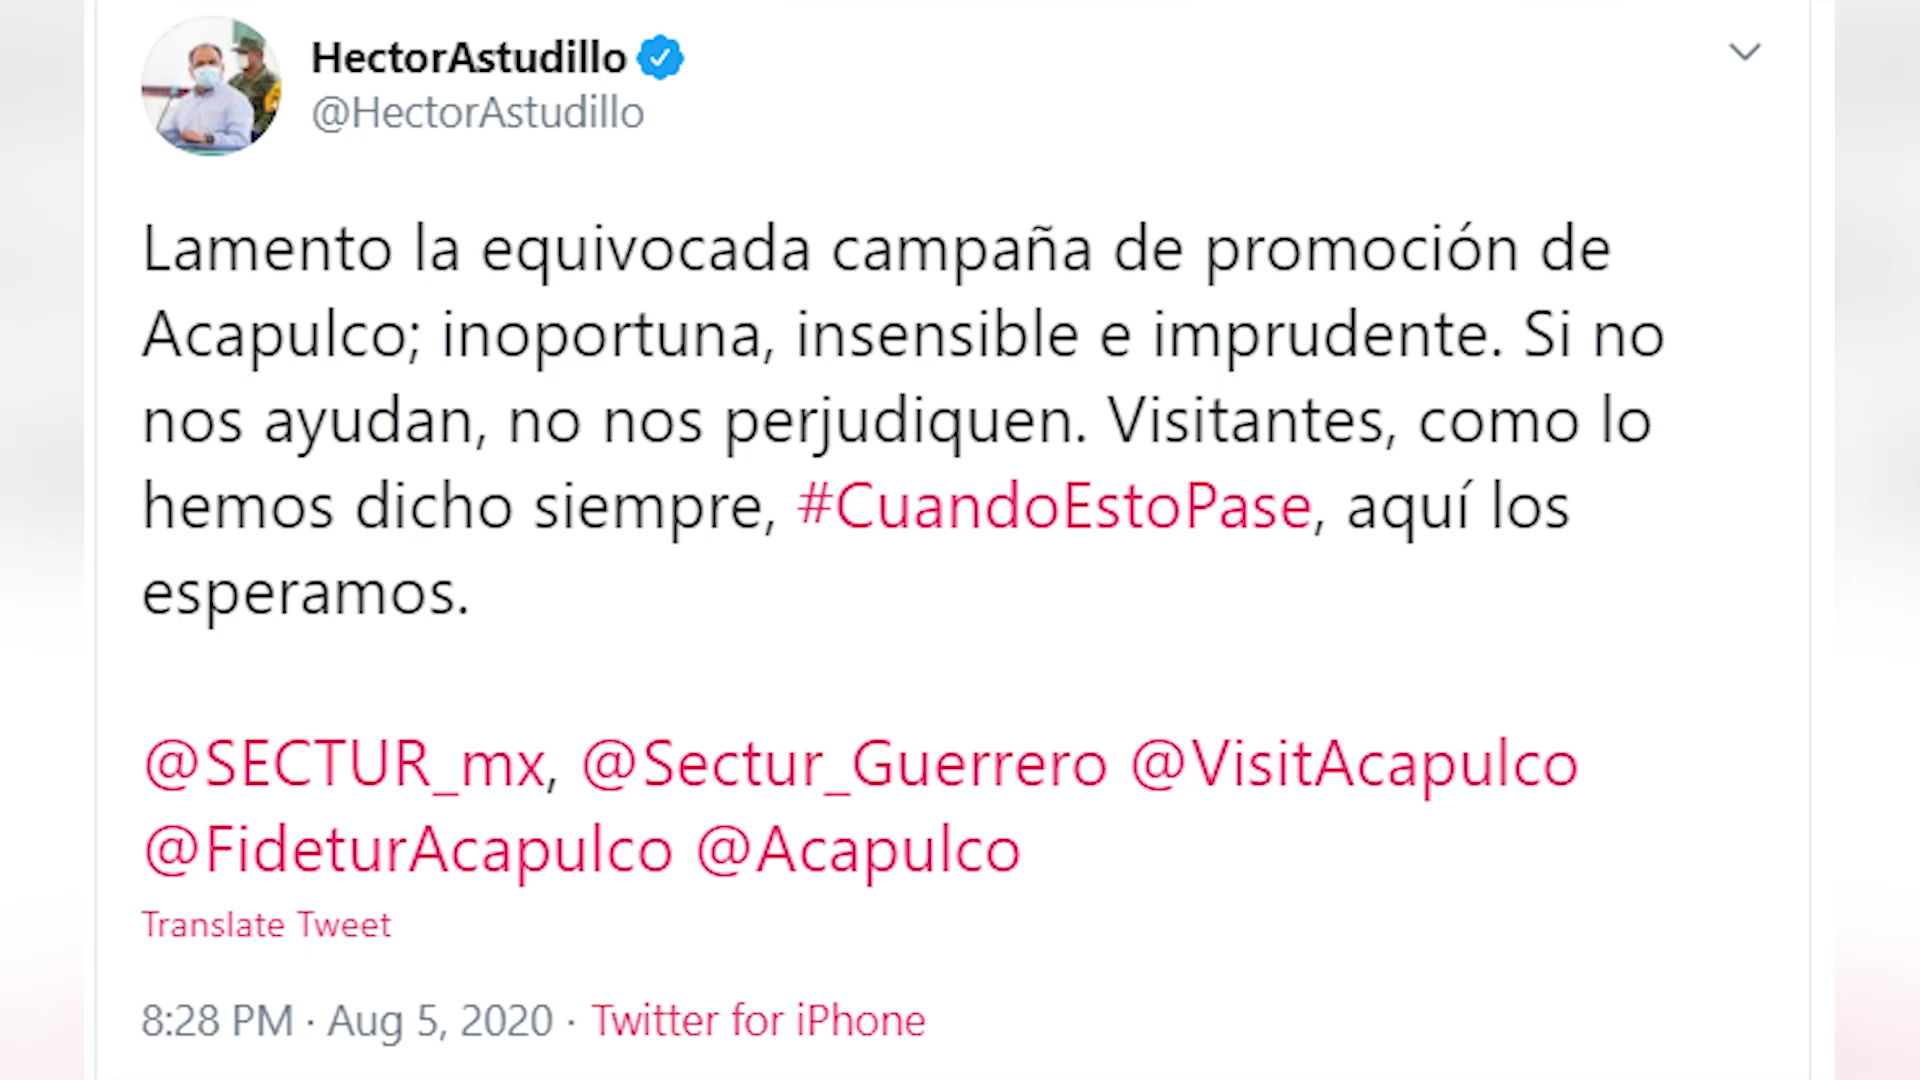 HectorAstudillo
@HectorAstudillo
Lamento la equivocada campaña de promoción de
Acapulco; inoportuna, insensible e imprudente. Si no
nos ayudan, no nos perjudiquen. Visitantes, como lo
hemos dicho siempre, #CuandoEstoPase, aquí los
esperamos.
@SECTUR_mx, @Sectur_Guerrero @VisitAcapulco
@FideturAcapulco @Acapulco
Translate Tweet
8:28 PM · Aug 5, 2020 · Twitter for iPhone